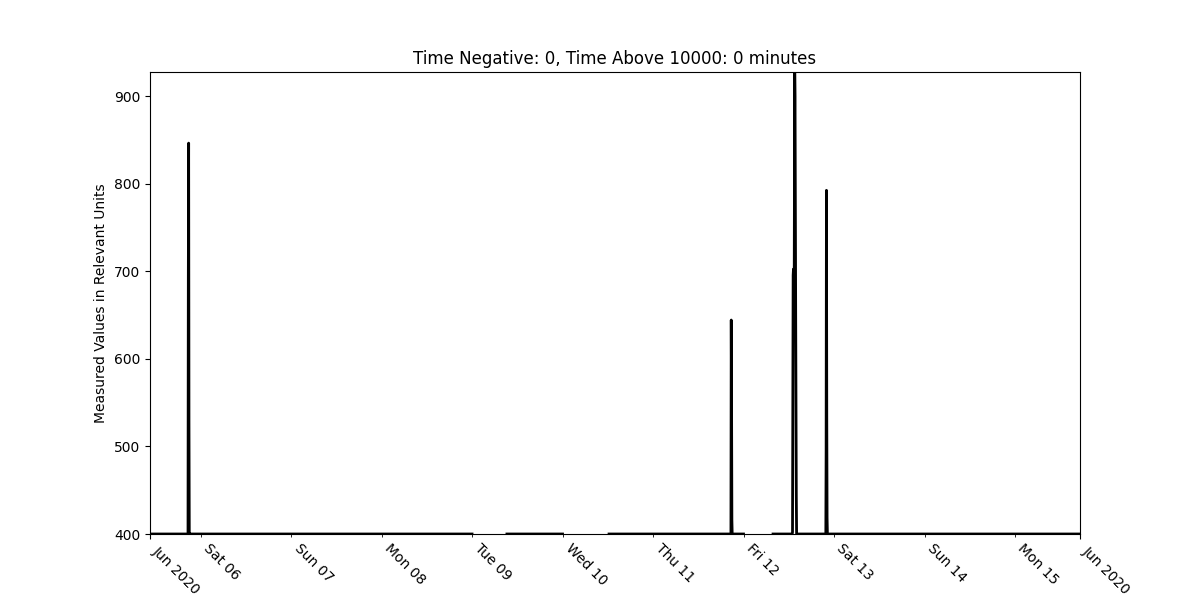 Time Negative: 0, Time Above 10000: 0 minutes
Measured Values in Relevant Units
900
800
700
600
500
400
Jun 2020
Sat 06
Sun 07
Mon 08
Tue 09
Wed 10
Thu 11
Fri 12
Sat 13
Sun 14
Mon 15
Jun 2020